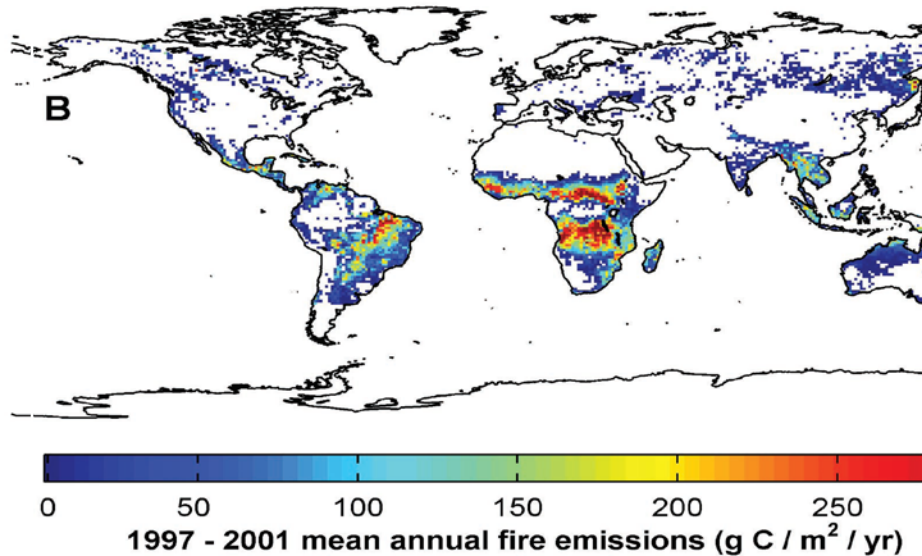 B
0 50 100 150 200 250
1997 - 2001 mean annual fire emissions (g C / m² / yr)